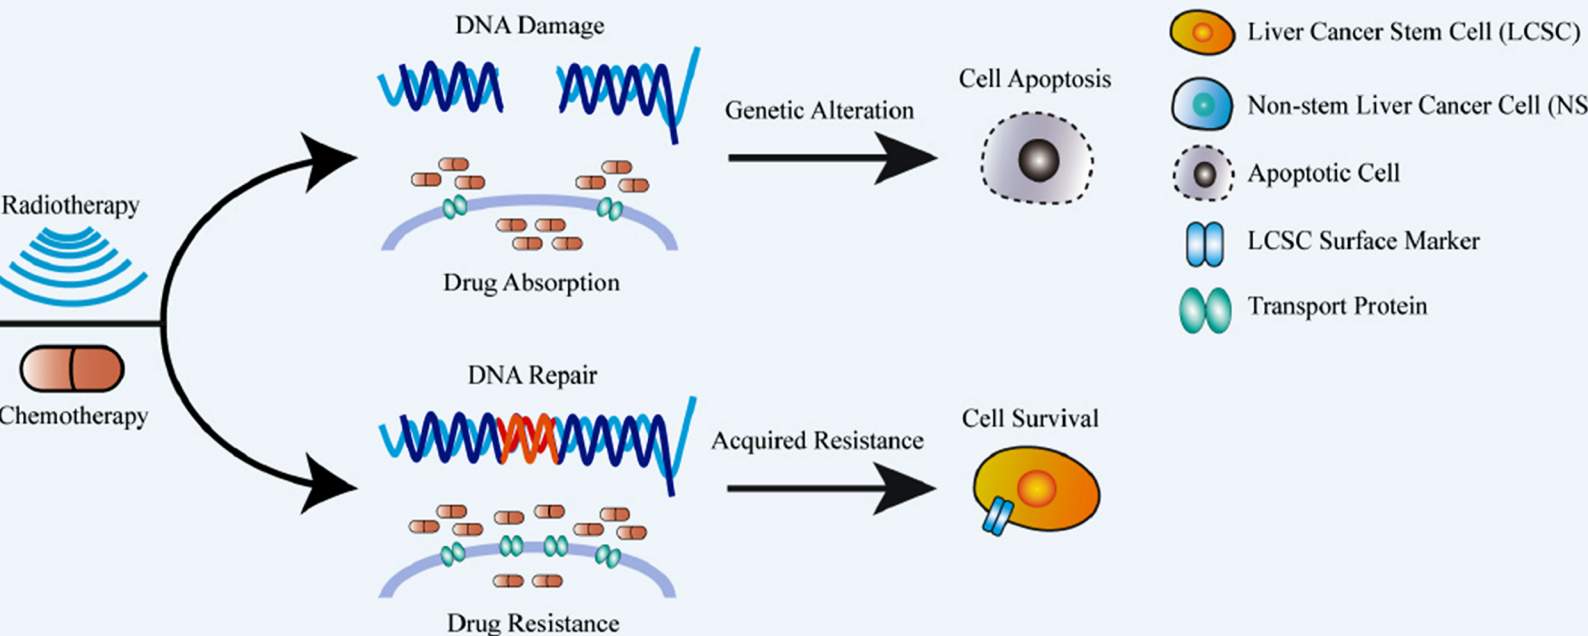 DNA Damage
Genetic Alteration
Cell Apoptosis
Radiotherapy
Drug Absorption
Chemotherapy
DNA Repair
Acquired Resistance
Cell Survival
Drug Resistance
Liver Cancer Stem Cell (LCSC)
Non-stem Liver Cancer Cell (NS
Apoptotic Cell
LCSC Surface Marker
Transport Protein